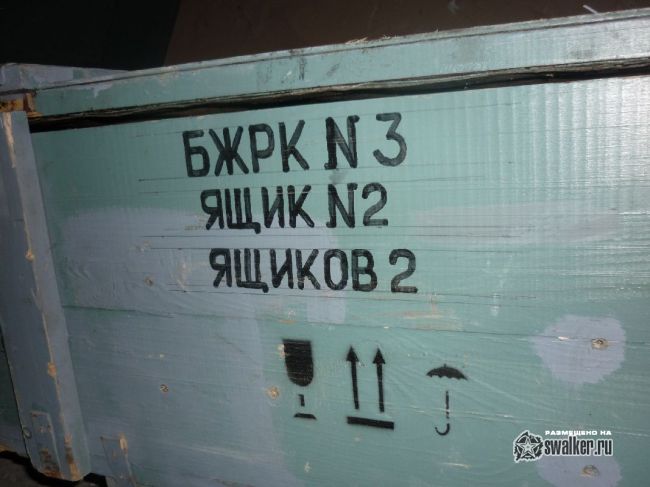 БЖРК N 3
ЯЩИК N2
ЯЩИКОВ 2
РАЗМЕЩЕНО НА
swalker.ru